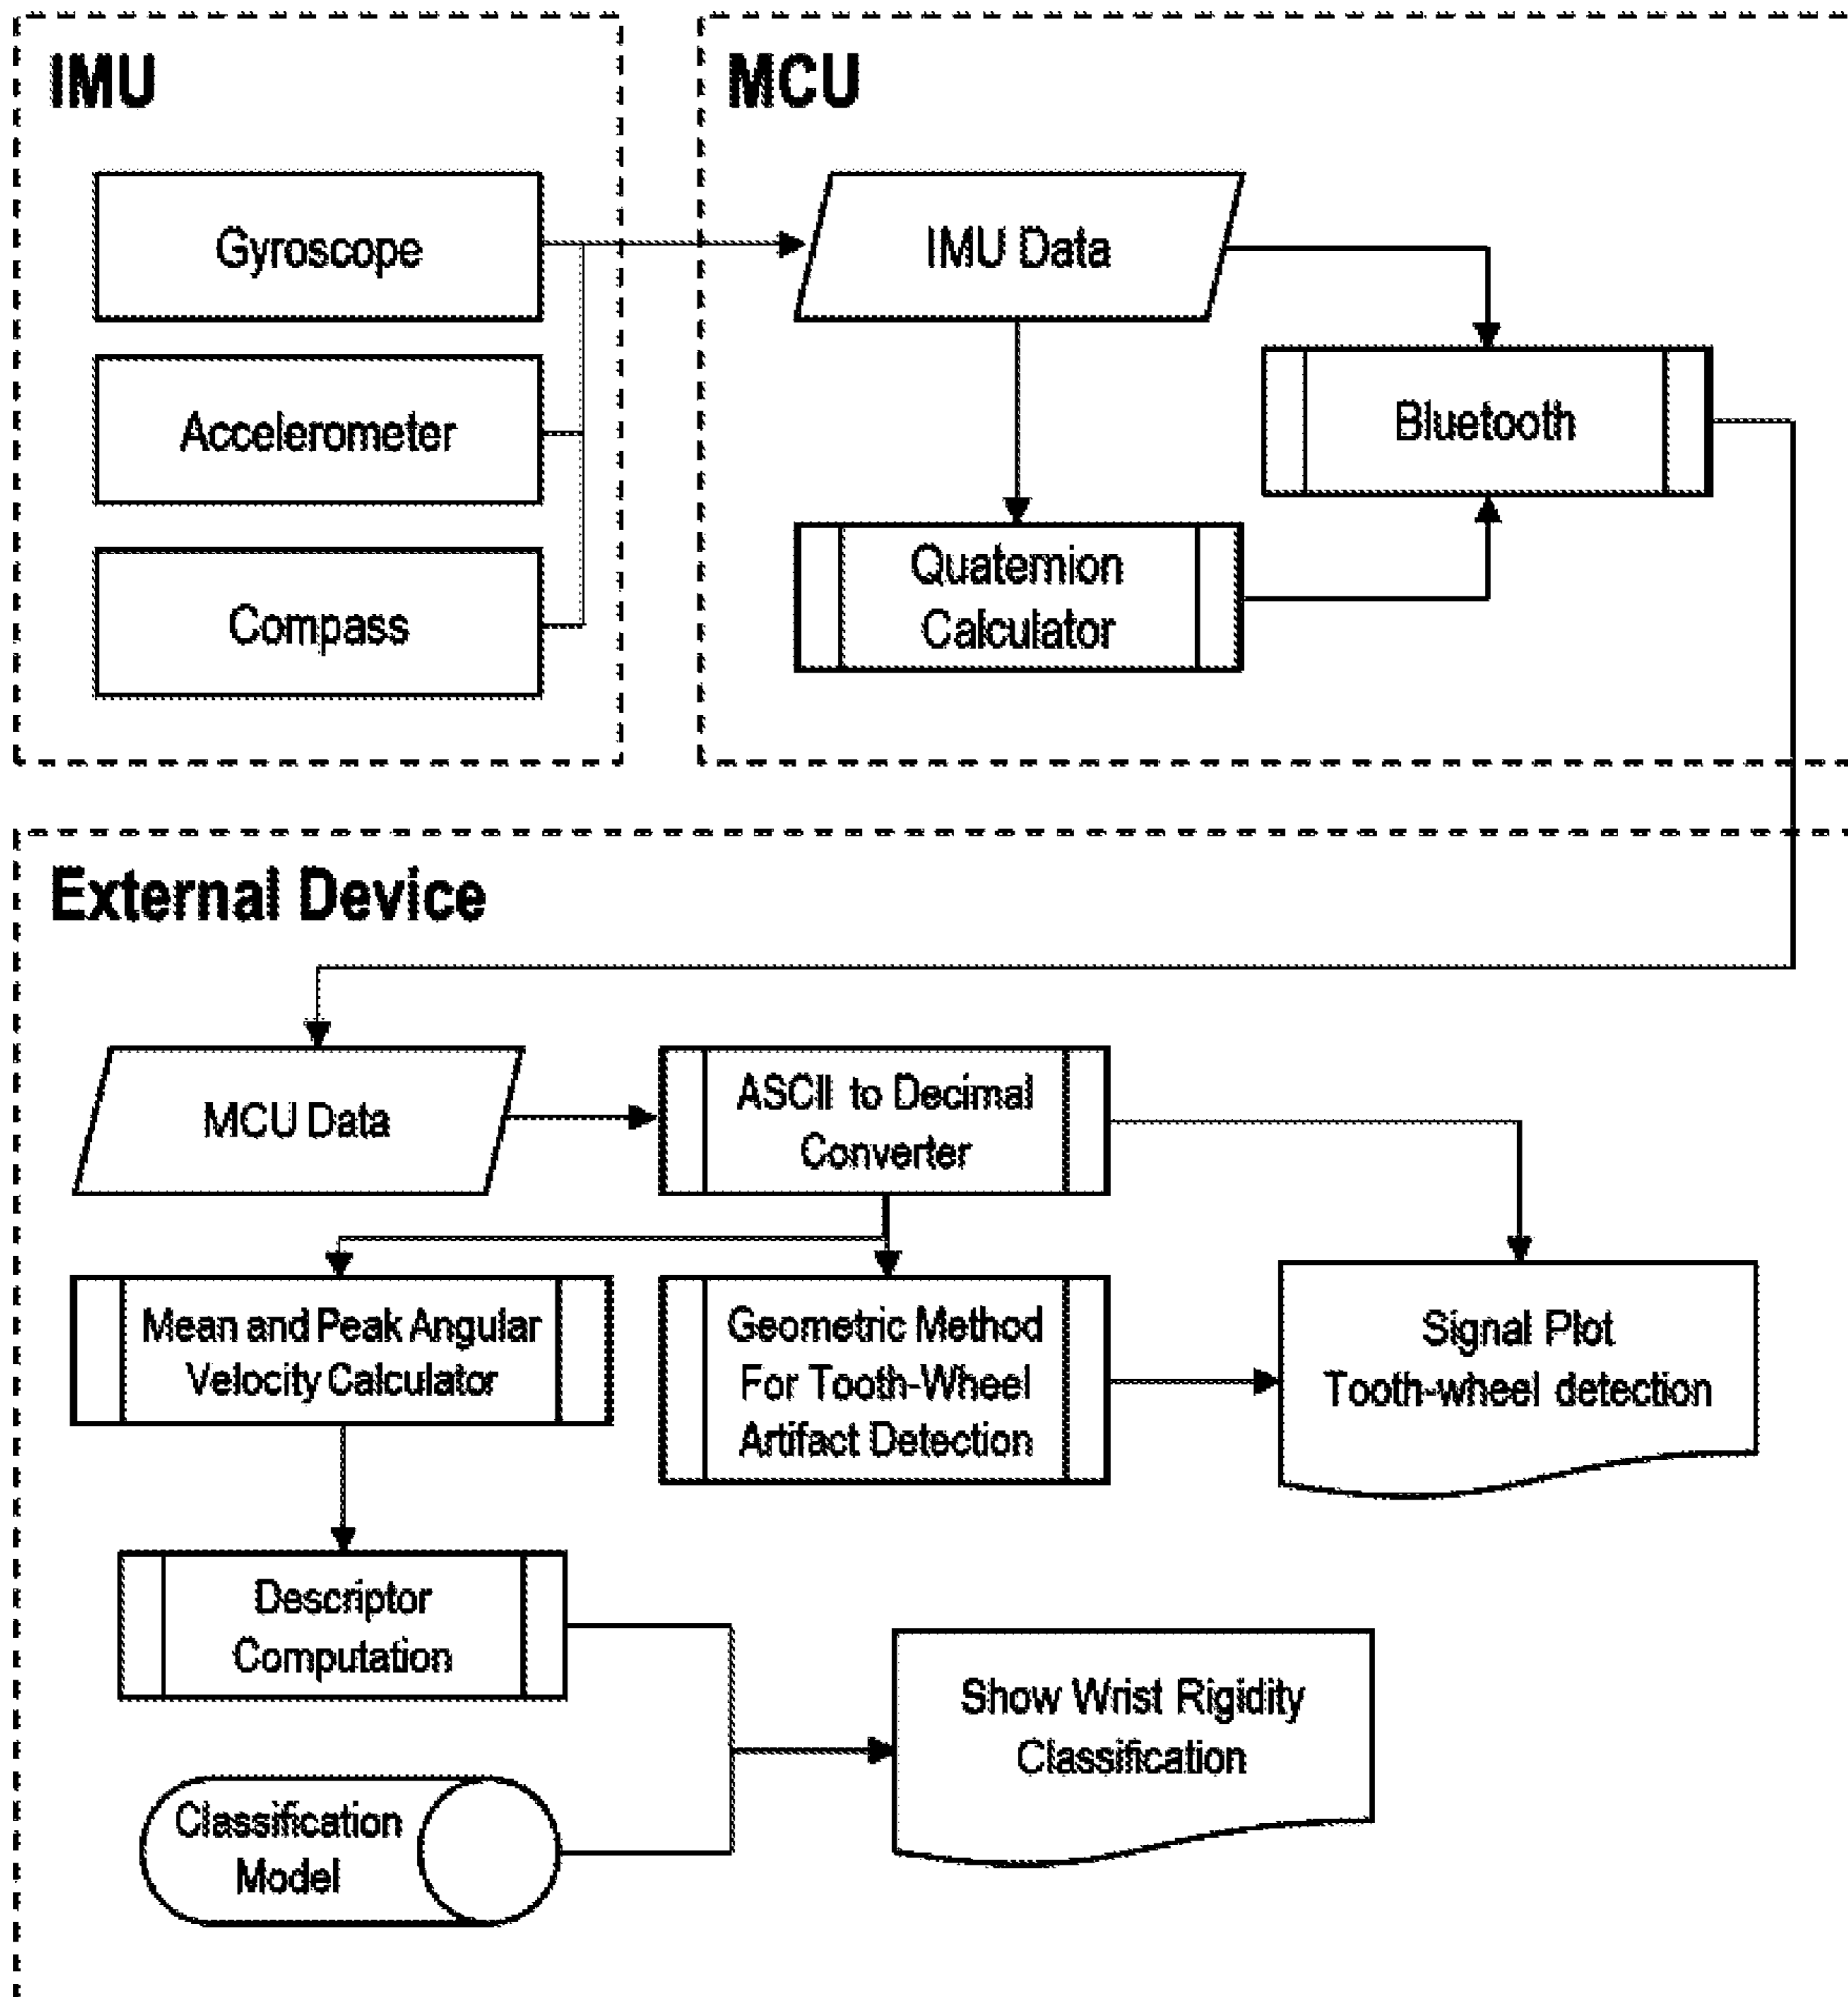 IMU
Gyroscope
Accelerometer
Compass
MCU
IMU Data
Bluetooth
Quaternion
Calculator
External Device
MCU Data
ASCII to Decimal
Converter
Mean and Peak Angular
Velocity Calculator
Geometric Method
For Tooth-Wheel
Artifact Detection
Signal Plot
Tooth-wheel detection
Descriptor
Computation
Classification
Model
Show Wrist Rigidity
Classification